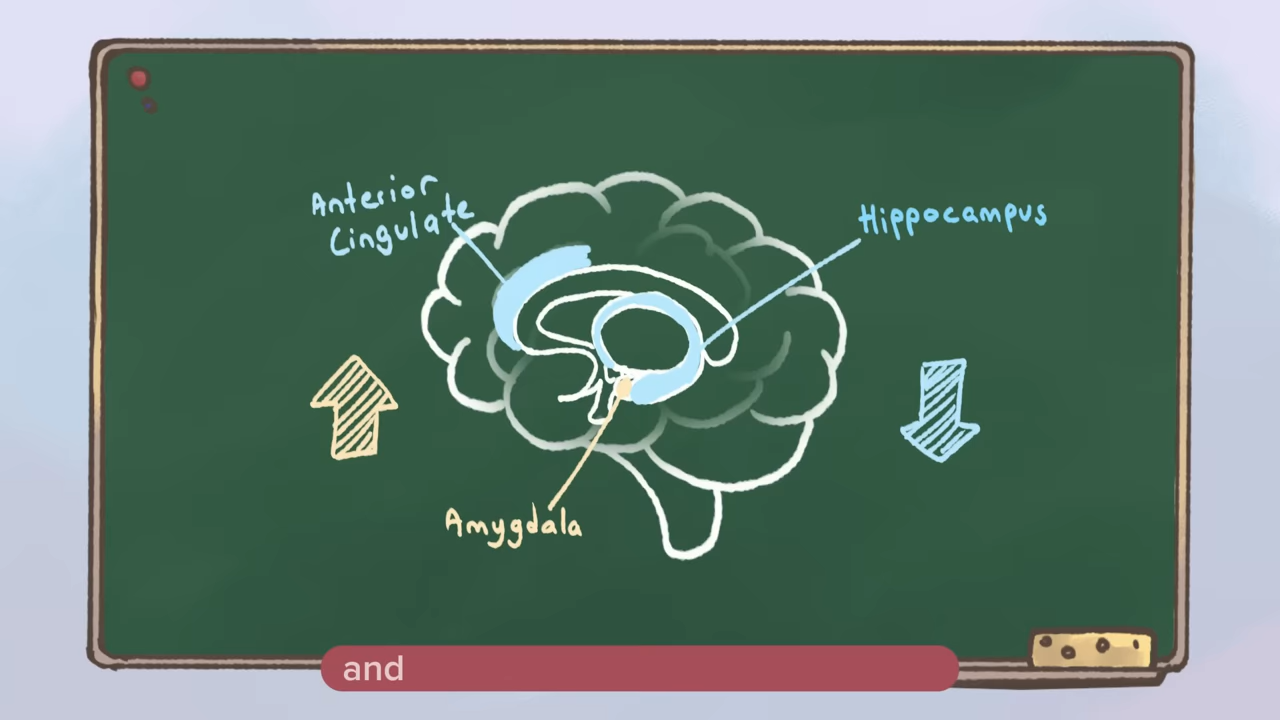 Anterior
Cingulate
Hippocampus
Amygdala
and